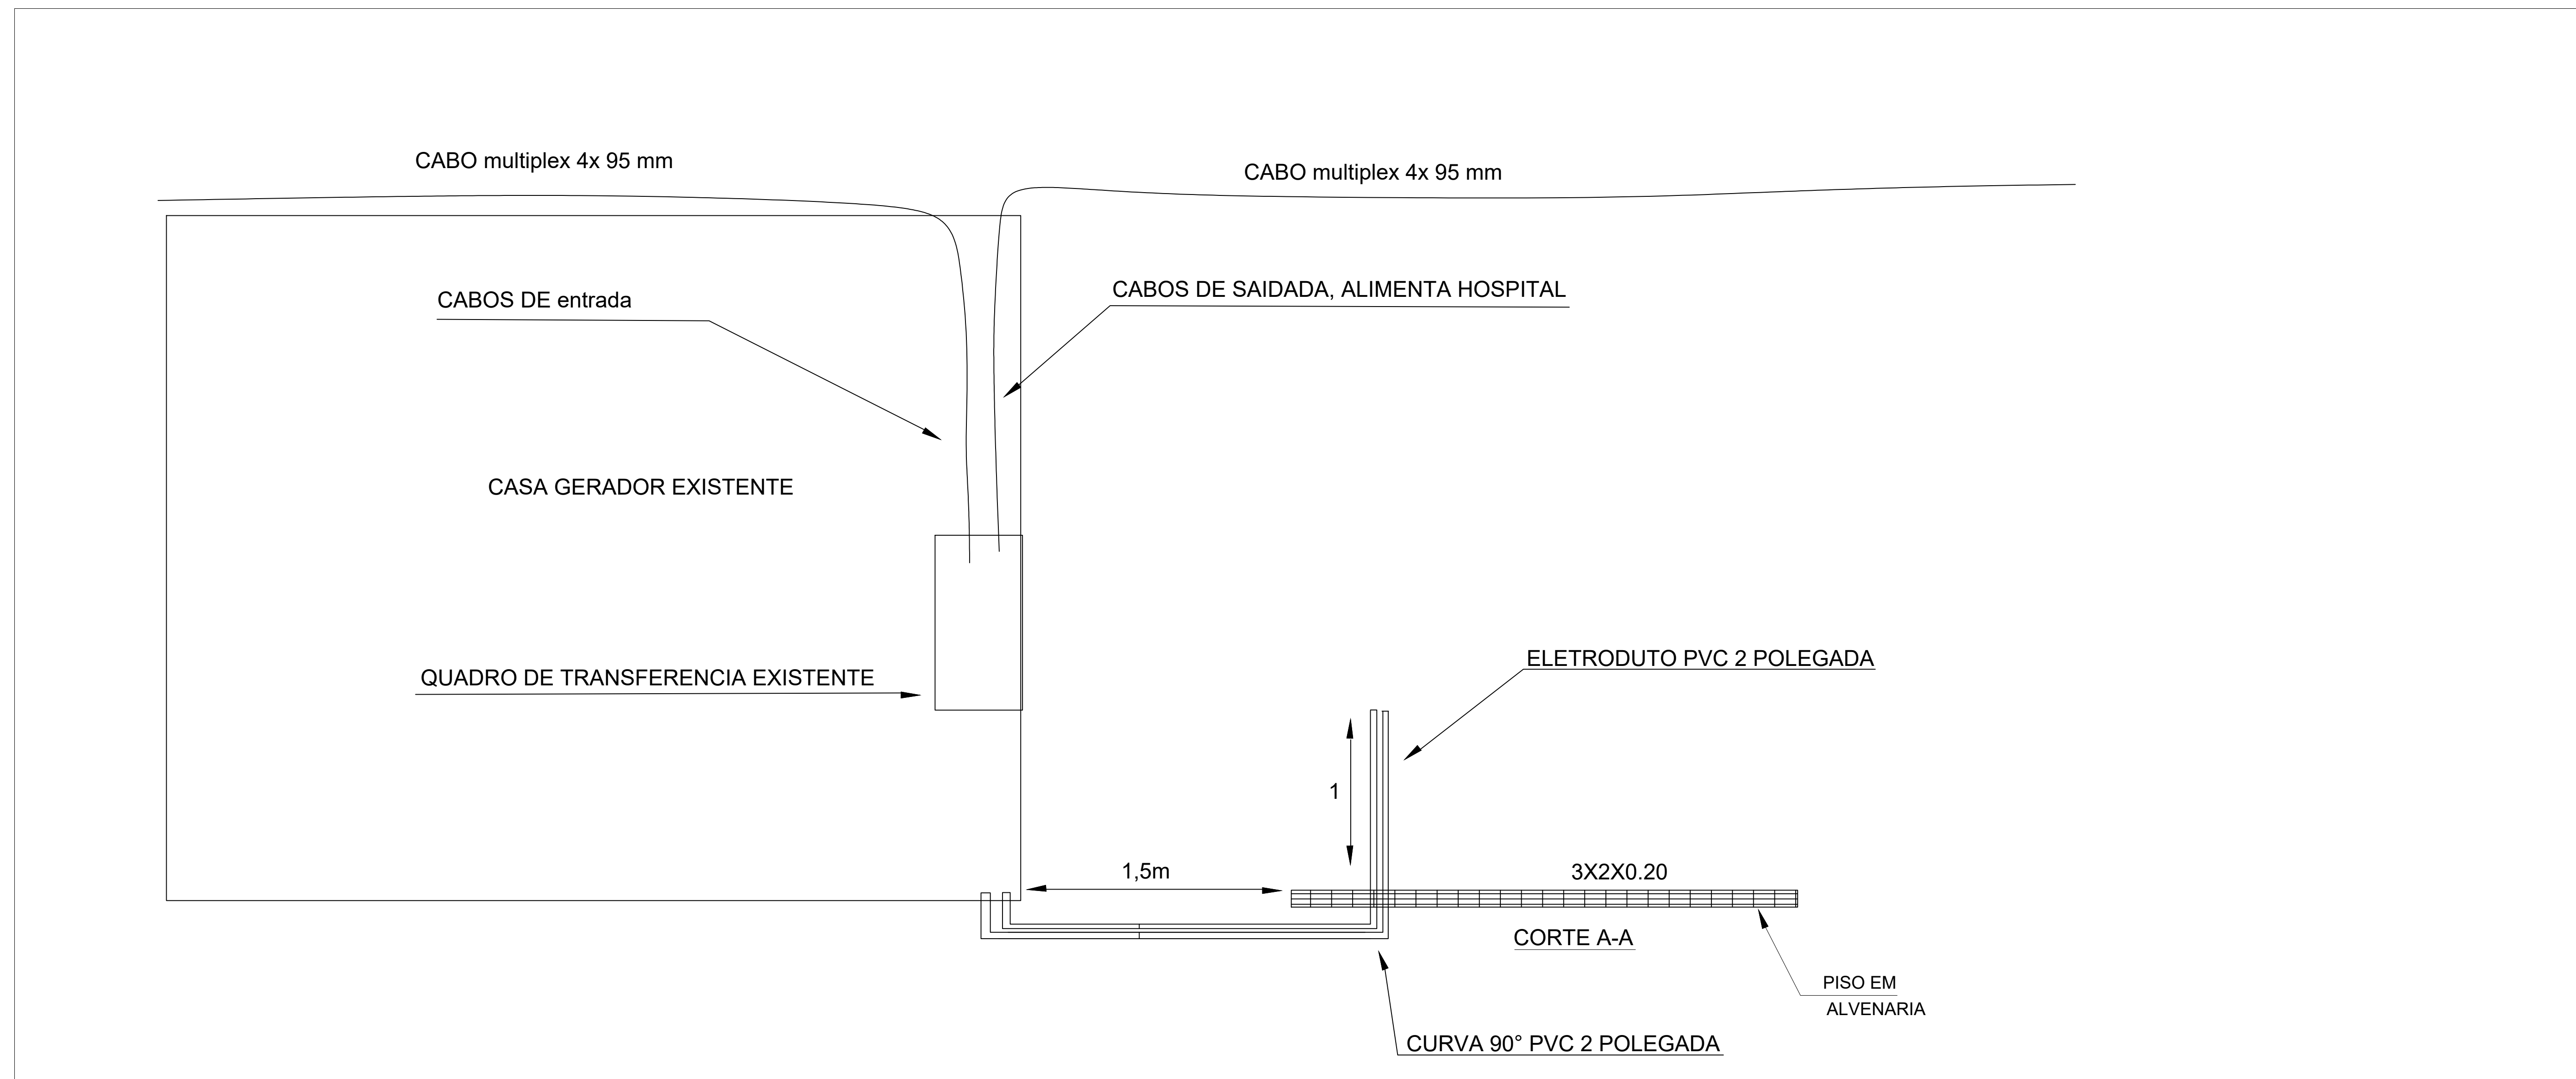 CABO multiplex 4x 95 mm
CABO multiplex 4x 95 mm
CABOS DE entrada
CABOS DE SAIDADA, ALIMENTA HOSPITAL
CASA GERADOR EXISTENTE
QUADRO DE TRANSFERENCIA EXISTENTE
ELETRODUTO PVC 2 POLEGADA
1
1,5m
3X2X0.20
CORTE A-A
PISO EM
ALVENARIA
CURVA 90° PVC 2 POLEGADA